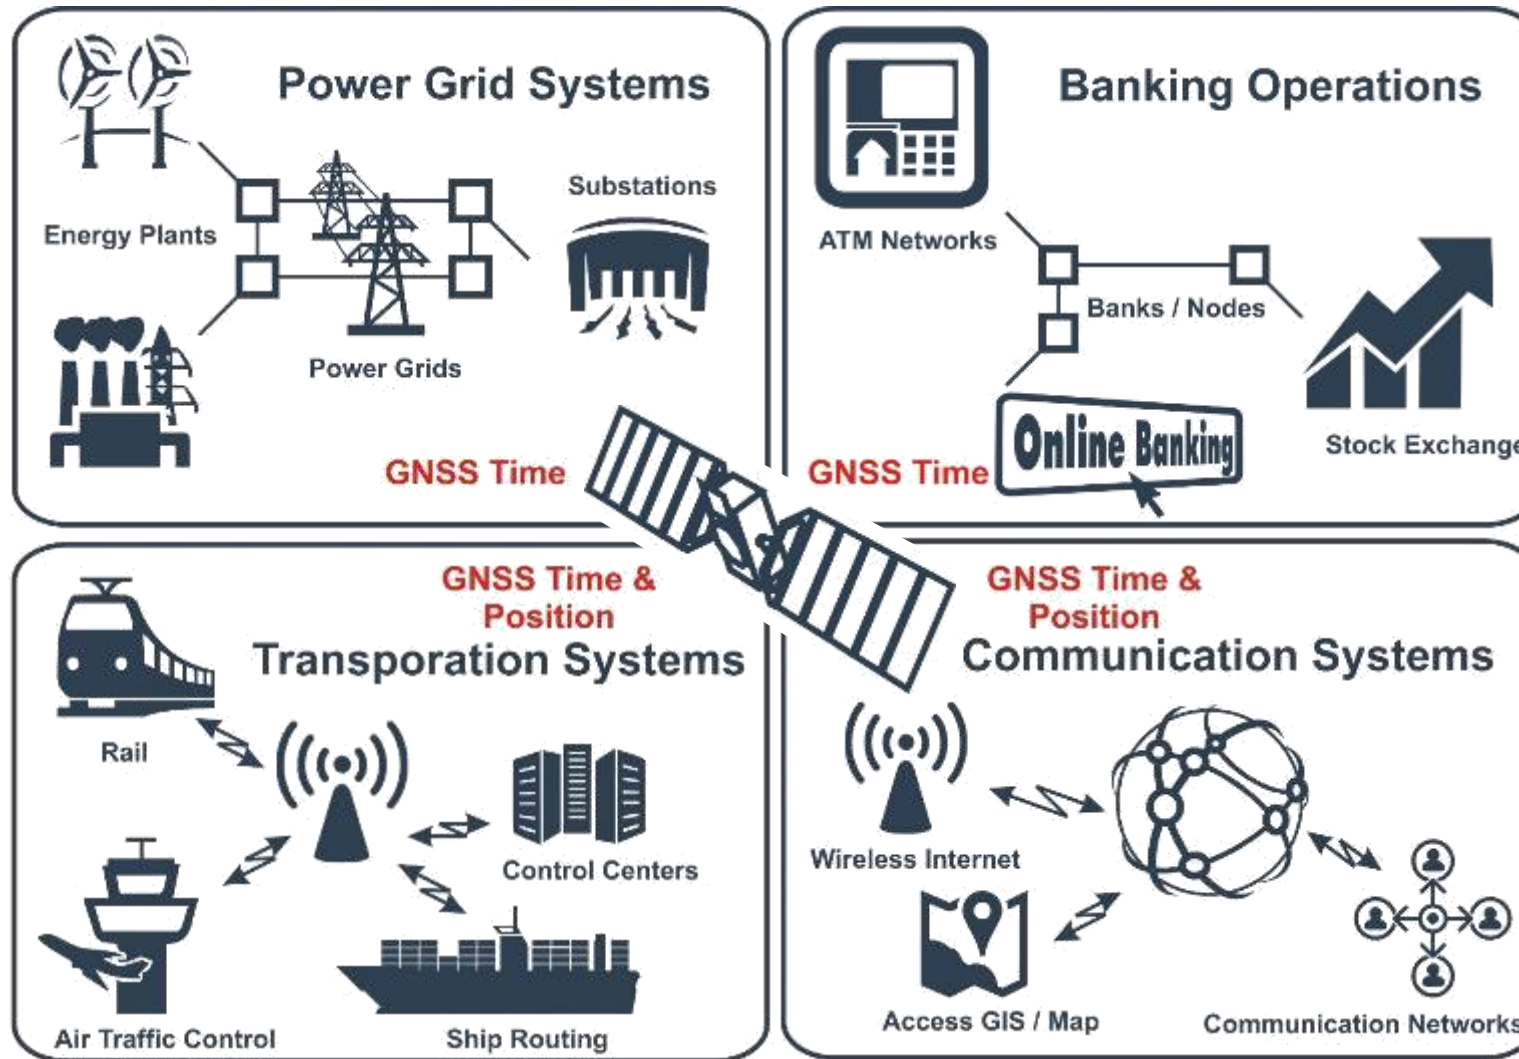 Power Grid Systems
Energy Plants
Substations
Power Grids
GNSS Time
Banking Operations
ATM Networks
Banks / Nodes
Online Banking
Stock Exchange
GNSS Time
GNSS Time &
Position
Transporation Systems
Rail
Control Centers
Air Traffic Control
Ship Routing
GNSS Time &
Position
Communication Systems
Wireless Internet
Access GIS / Map
Communication Networks